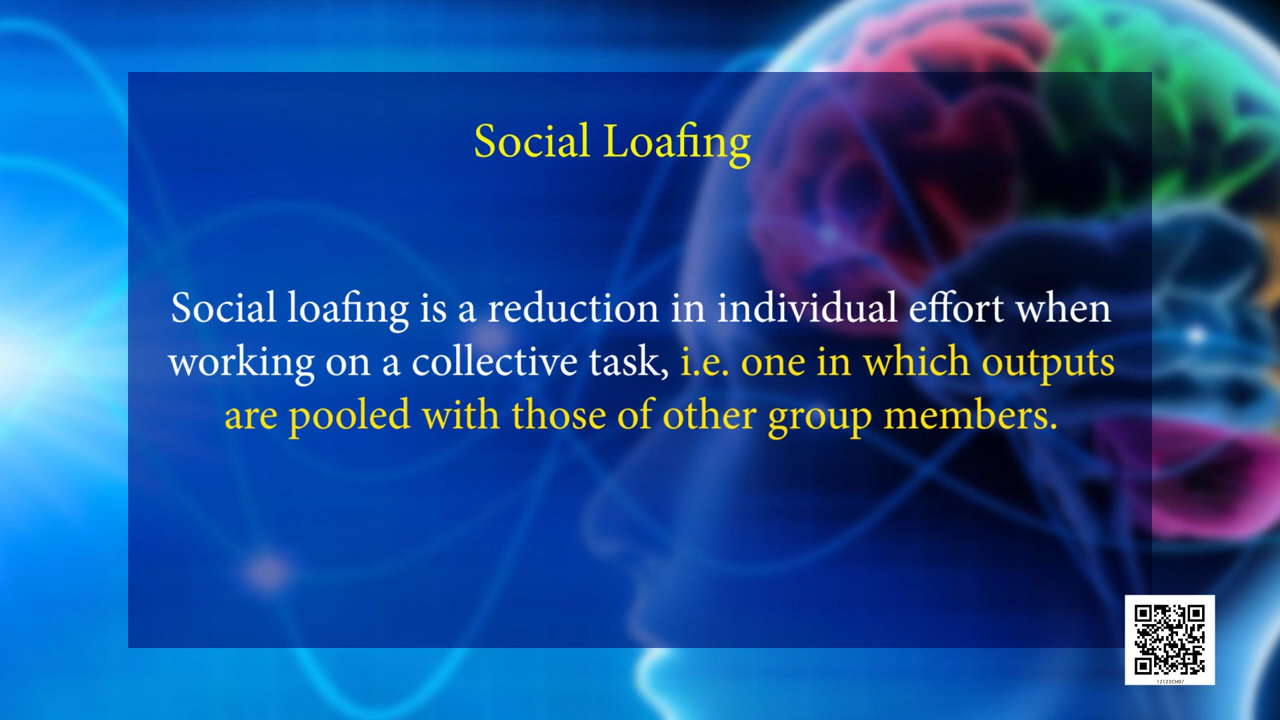 Social Loafing
Social loafing is a reduction in individual effort when
working on a collective task, i.e. one in which outputs
are pooled with those of other group members.
12123CH07